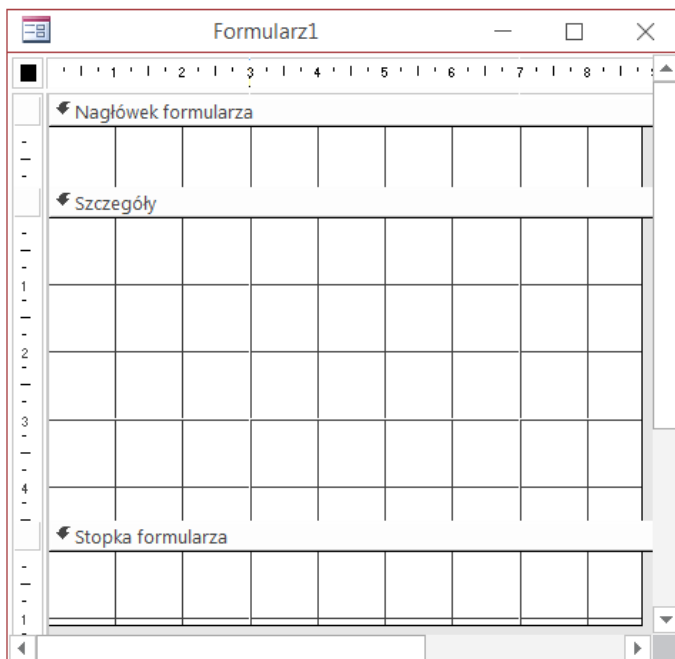 Formularz1
1 2 3 4 5 6 7 8
Nagłówek formularza
Szczegóły
1
2
3
4
Stopka formularza
1